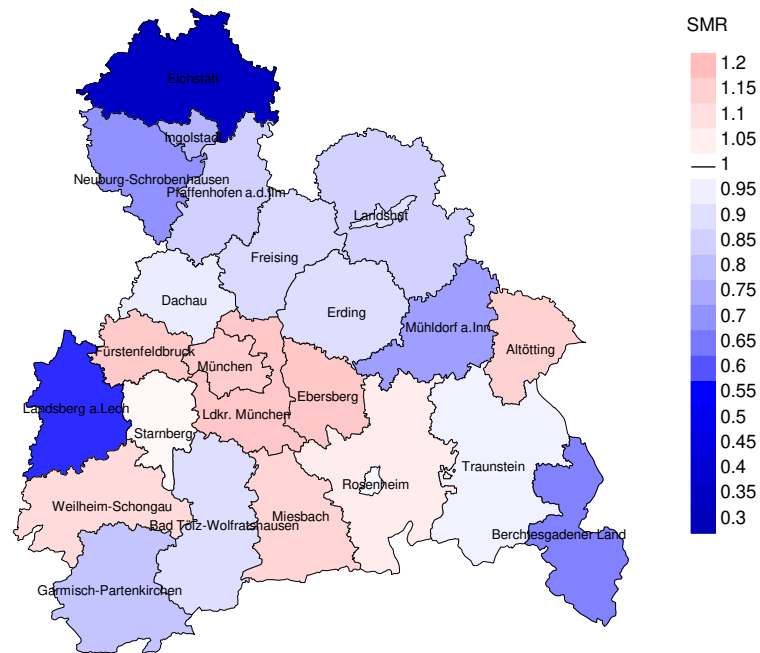 SMR
1.2
1.15
1.1
1.05
1
0.95
0.9
0.85
0.8
0.75
0.7
0.65
0.6
0.55
0.5
0.45
0.4
0.35
0.3
Eichstätt
Ingolstadt
Neuburg-Schrobenhausen
Pfaffenhofen a.d.Ilm
Landshut
Freising
Dachau
Erding
Mühldorf a.Inn
Fürstenfeldbruck
München
Altötting
Ebersberg
Landsberg a.Lech
Ldkr. München
Starnberg
Traunstein
Rosenheim
Weilheim-Schongau
Miesbach
Bad Tölz-Wolfratshausen
Berchtesgadener Land
Garmisch-Partenkirchen